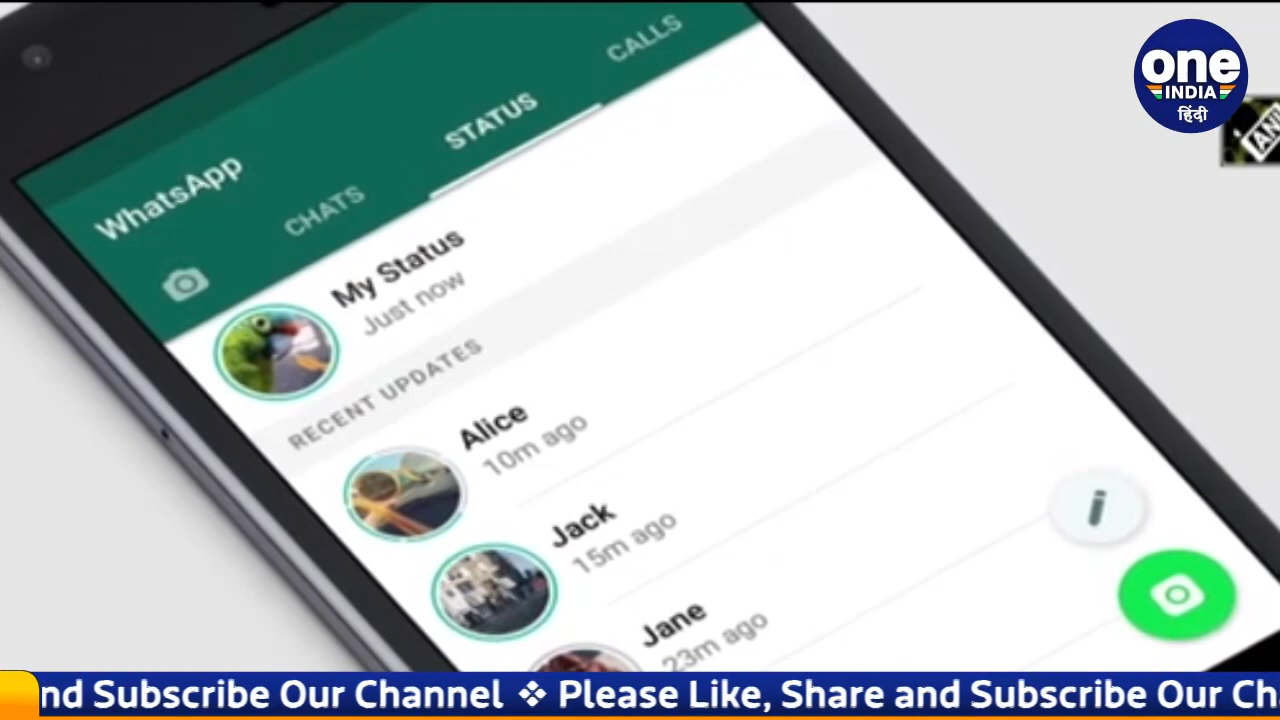 one
INDIA
हिंदी
ANI
WhatsApp
CHATS
STATUS
CALLS
My Status
Just now
RECENT UPDATES
Alice
10m ago
Jack
15m ago
Jane
23m ago
nd Subscribe Our Channel ❖ Please Like, Share and Subscribe Our Ch